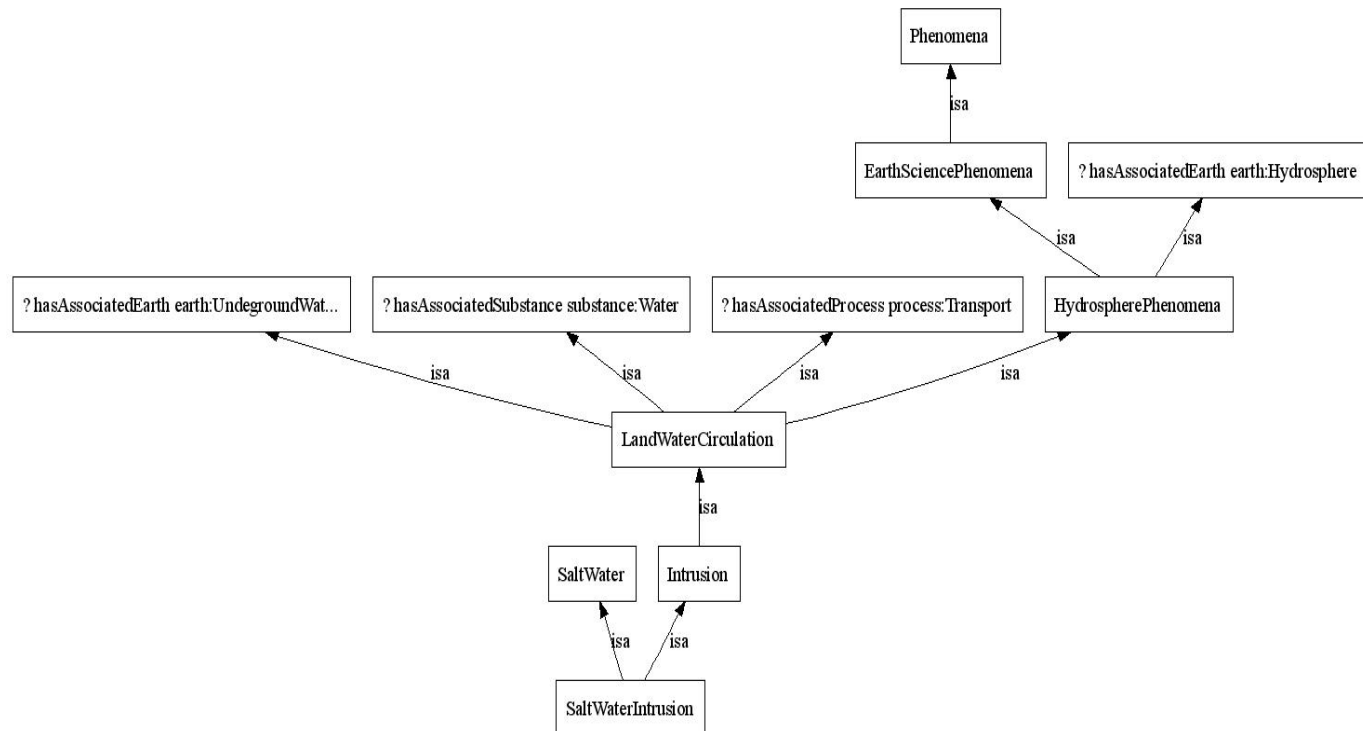 Phenomena
isa
EarthSciencePhenomena
? hasAssociatedEarth earth:Hydrosphere
isa
isa
? hasAssociatedEarth earth:UndegroundWat...
? hasAssociatedSubstance substance:Water
? hasAssociatedProcess process:Transport
HydrospherePhenomena
isa
isa
isa
isa
LandWaterCirculation
isa
SaltWater
Intrusion
isa
isa
SaltWaterIntrusion